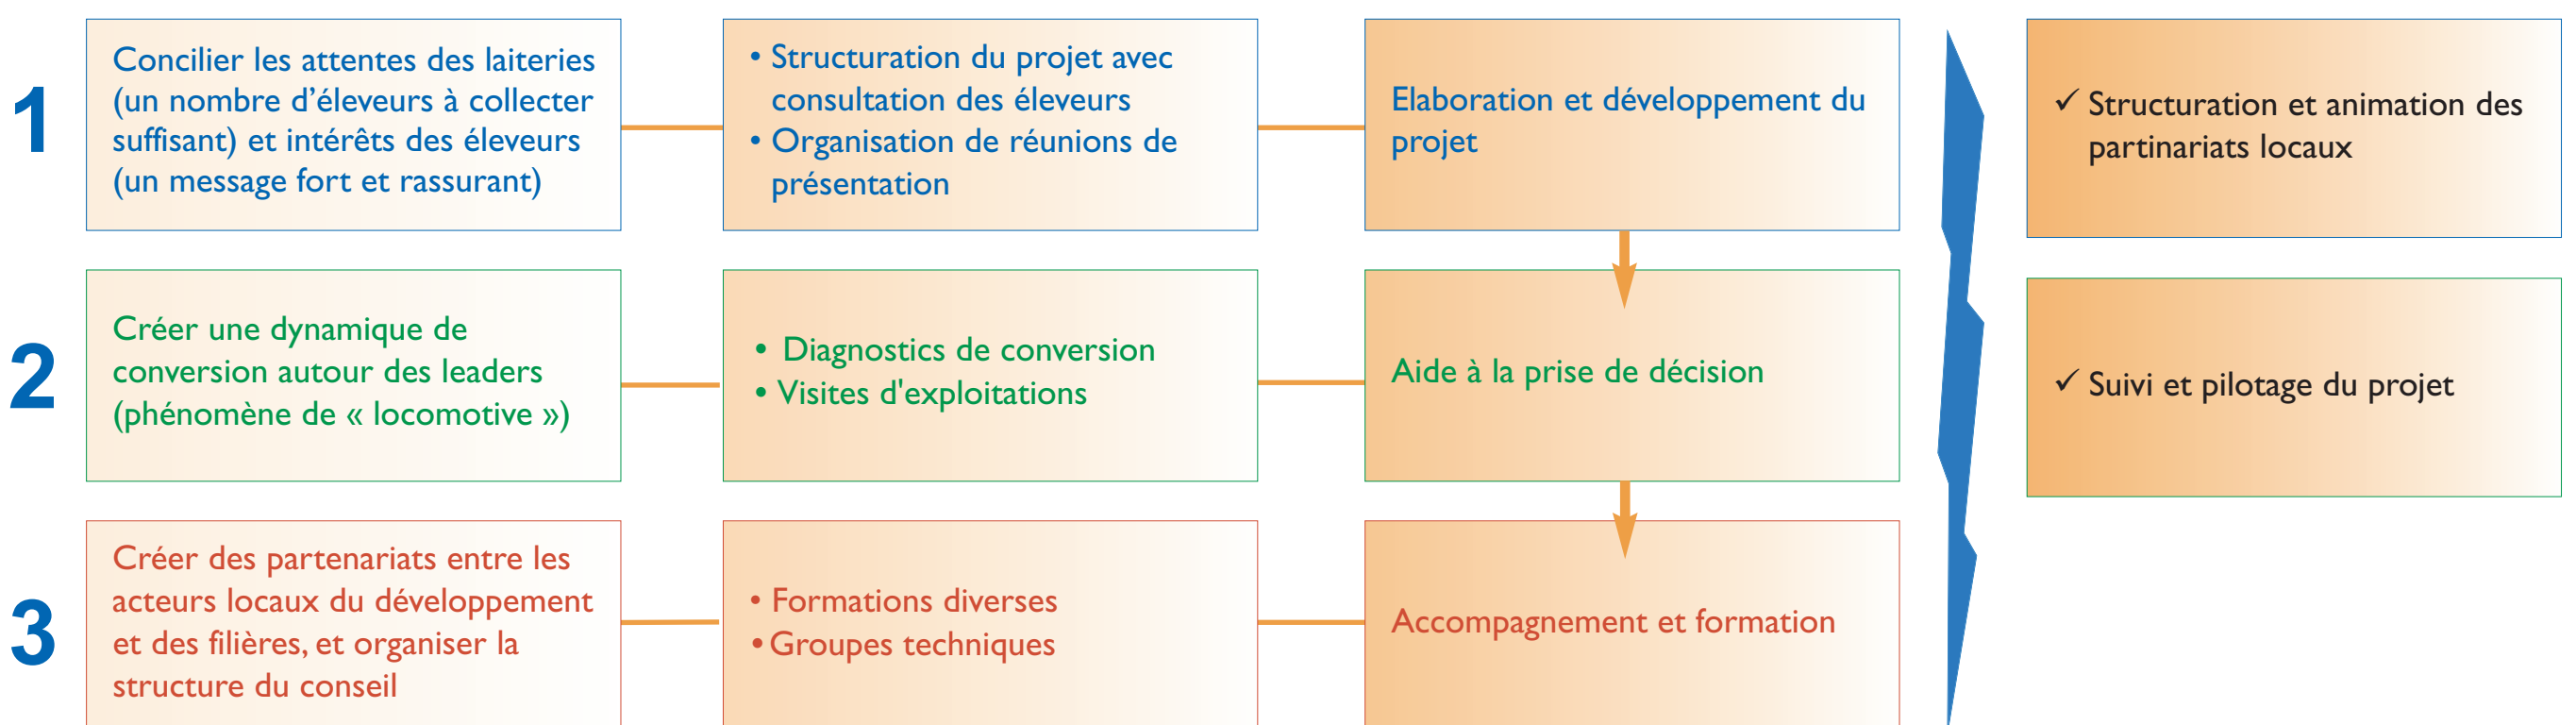 1
Concilier les attentes des laiteries
(un nombre d’éleveurs à collecter
suffisant) et intérêts des éleveurs
(un message fort et rassurant)
• Structuration du projet avec
consultation des éleveurs
• Organisation de réunions de
présentation
Elaboration et développement du
projet
✓ Structuration et animation des
partinariats locaux
2
Créer une dynamique de
conversion autour des leaders
(phénomène de « locomotive »)
• Diagnostics de conversion
• Visites d'exploitations
Aide à la prise de décision
✓ Suivi et pilotage du projet
3
Créer des partenariats entre les
acteurs locaux du développement
et des filières, et organiser la
structure du conseil
• Formations diverses
• Groupes techniques
Accompagnement et formation